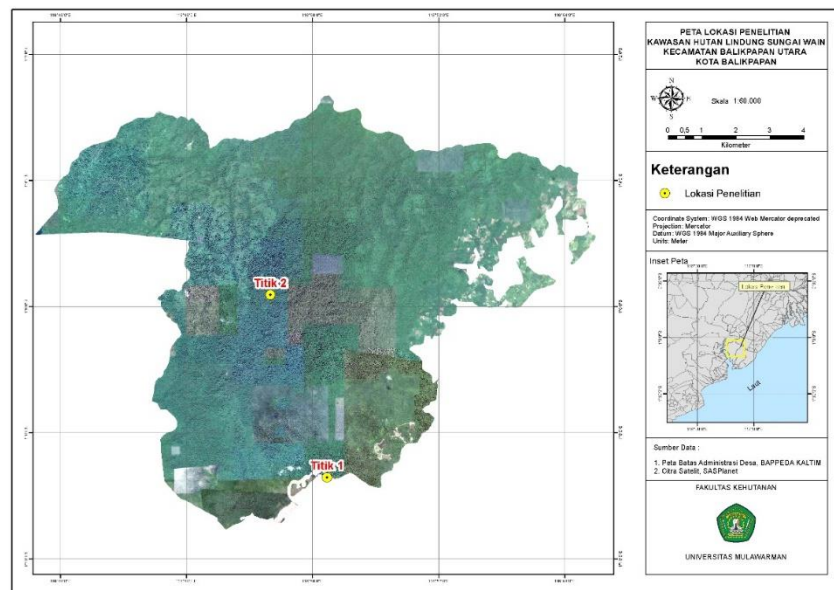 Titik 2
Titik 1
PETA LOKASI PENELITIAN
KAWASAN HUTAN LINDUNG SUNGAI WAIN
KECAMATAN BALIKPAPAN UTARA
KOTA BALIKPAPAN
N
W
E
S
Skala 1:60.000
0 0,5 1 2 3 4
Kilometer
Keterangan
Lokasi Penelitian
Coordinate System: WGS 1984 Web Mercator deprecated
Projection: Mercator
Datum: WGS 1984 Major Auxiliary Sphere
Units: Meter
Inset Peta
Lokasi Penelitian
Laut
Sumber Data :
1. Peta Batas Administrasi Desa, BAPPEDA KALTIM
2. Citra Satelit, SASPlanet
FAKULTAS KEHUTANAN
UNIVERSITAS MULAWARMAN